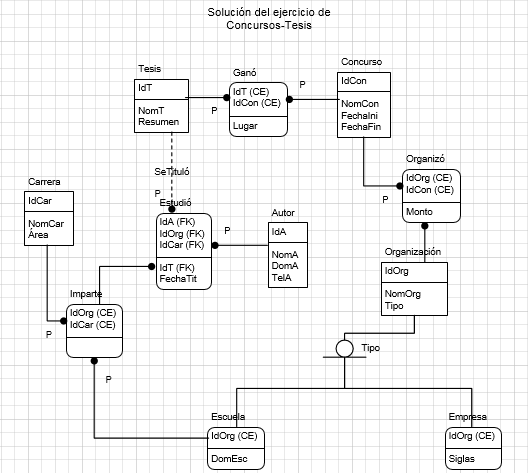 Solución del ejercicio de
Concursos-Tesis
Tesis
IdT
NomT
Resumen
Ganó
IdT (CE)
IdCon (CE)
Lugar
Concurso
IdCon
NomCon
FechaIni
FechaFin
P
P
SeTituló
P
Organizó
IdOrg (CE)
IdCon (CE)
Monto
P
Carrera
IdCar
NomCar
Área
Estudió
IdA (FK)
IdOrg (FK)
IdCar (FK)
IdT (FK)
FechaTit
P
Autor
IdA
NomA
DomA
TelA
Organización
IdOrg
NomOrg
Tipo
Imparte
IdOrg (CE)
IdCar (CE)
P
P
Tipo
Escuela
IdOrg (CE)
DomEsc
Empresa
IdOrg (CE)
Siglas